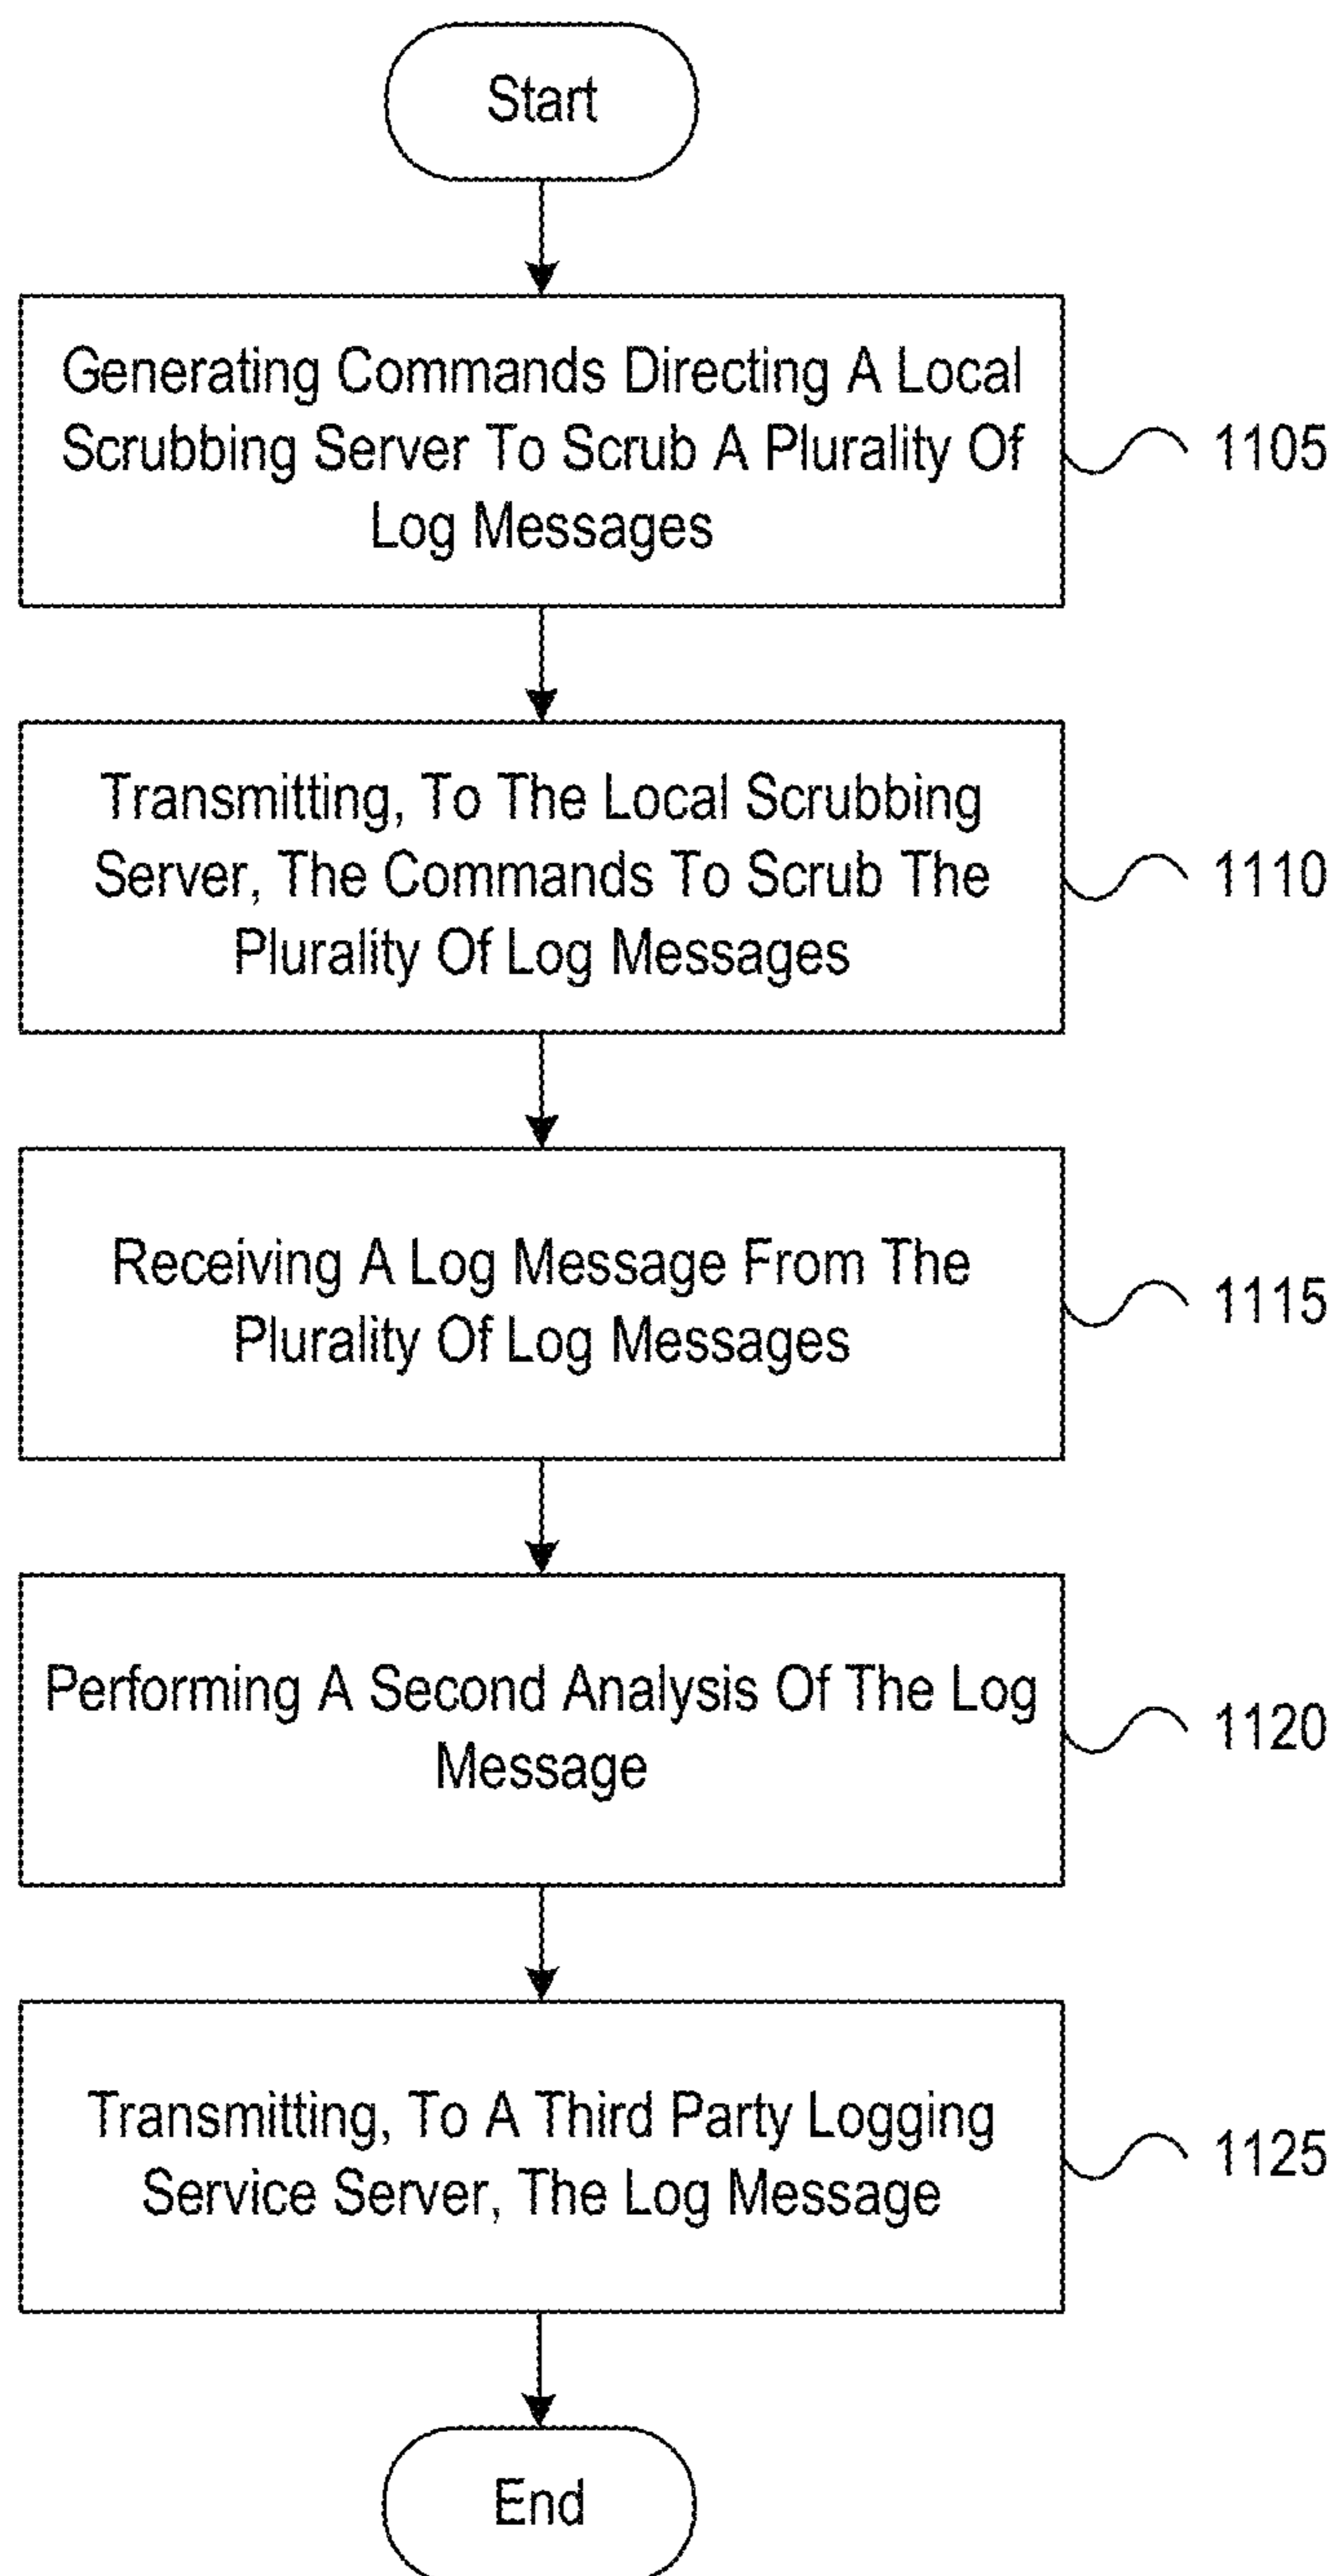 Start
Generating Commands Directing A Local
Scrubbing Server To Scrub A Plurality Of
Log Messages
1105
Transmitting, To The Local Scrubbing
Server, The Commands To Scrub The
Plurality Of Log Messages
1110
Receiving A Log Message From The
Plurality Of Log Messages
1115
Performing A Second Analysis Of The Log
Message
1120
Transmitting, To A Third Party Logging
Service Server, The Log Message
1125
End